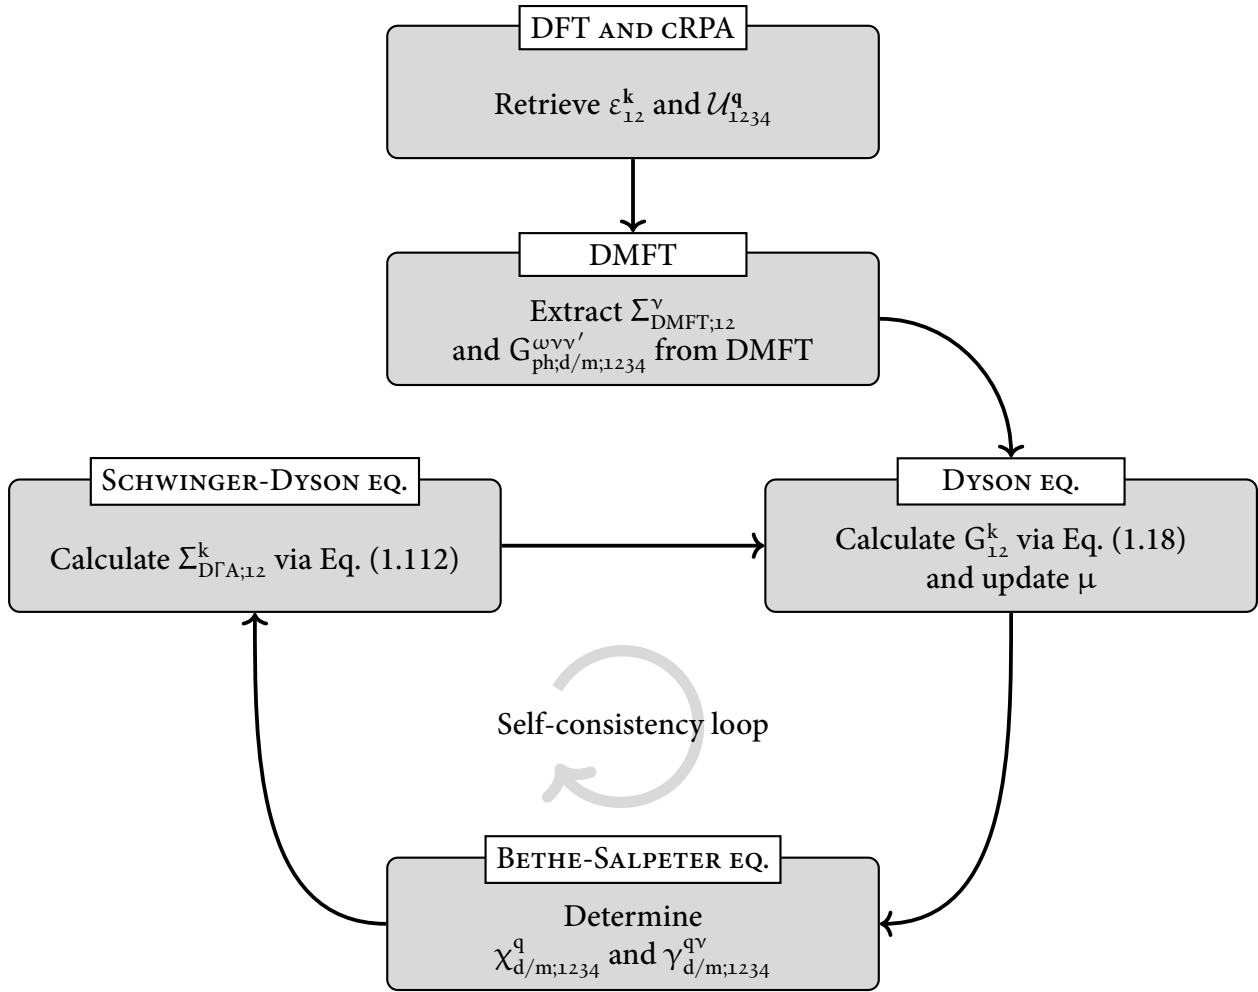 DFT AND CRPA
Retrieve ε₁₂ᵏ and 𝒰₁₂₃₄^q
DMFT
Extract Σ^ν_DMFT;12
and G^ωνν′_ph;d/m;1234 from DMFT
SCHWINGER-DYSON EQ.
Calculate Σ^k_DΓA;12 via Eq. (1.112)
DYSON EQ.
Calculate G^k_12 via Eq. (1.18)
and update μ
Self-consistency loop
BETHE-SALPETER EQ.
Determine
χ^q_d/m;1234 and γ^qν_d/m;1234